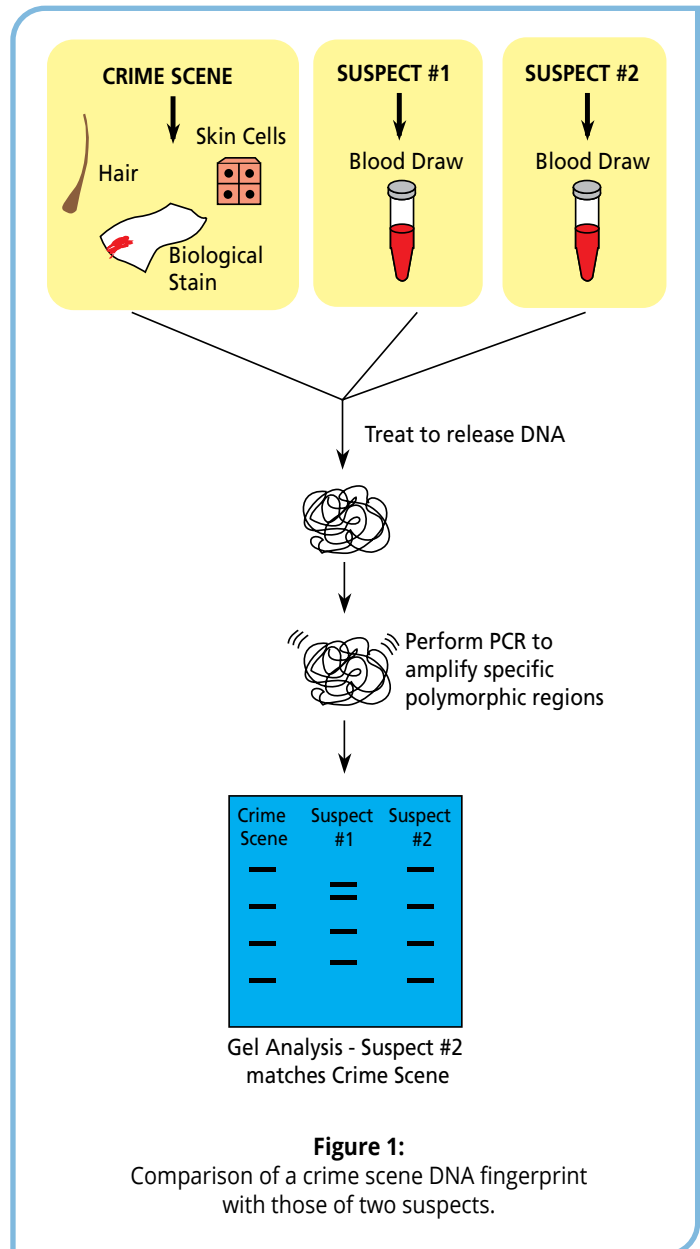 CRIME SCENE
Hair
Skin Cells
Biological
Stain
SUSPECT #1
Blood Draw
SUSPECT #2
Blood Draw
Treat to release DNA
Perform PCR to
amplify specific
polymorphic regions
Crime
Scene
Suspect
#1
Suspect
#2
Gel Analysis - Suspect #2
matches Crime Scene
Figure 1:
Comparison of a crime scene DNA fingerprint
with those of two suspects.